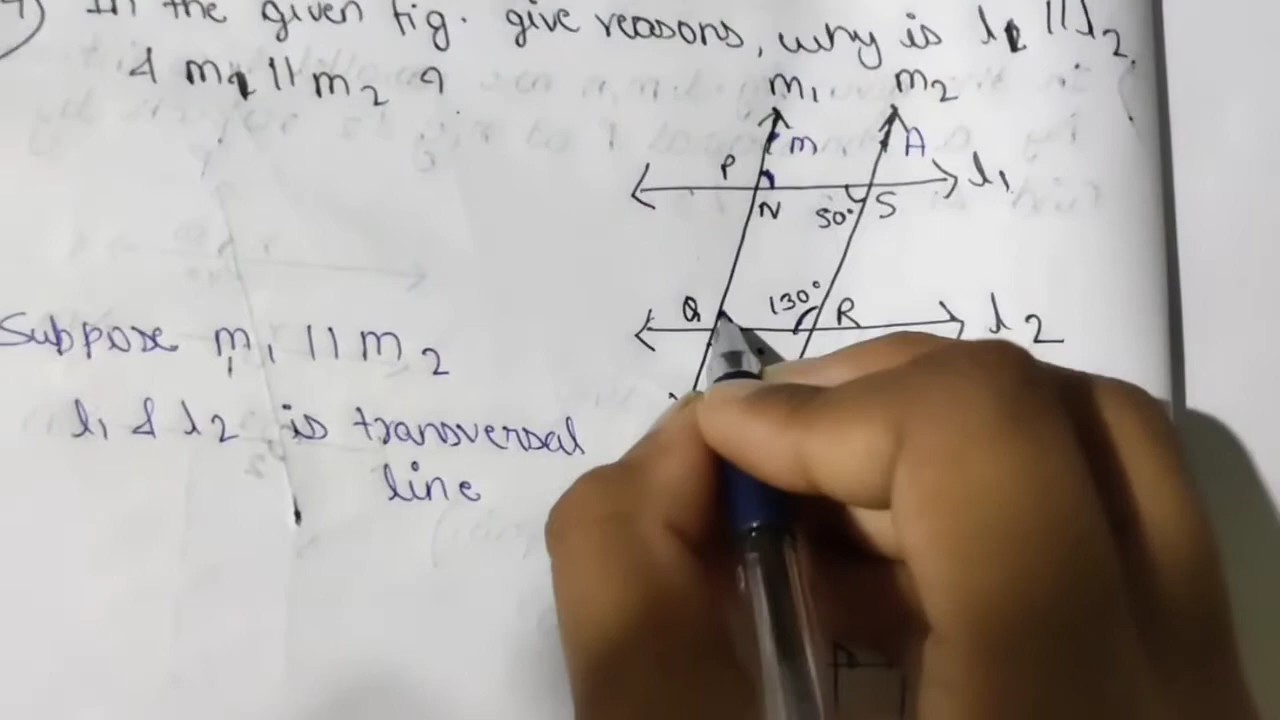 In the given fig. give reasons, why is l1 || l2
& m1 || m2 ?
m1 m2
m A
P l1
N 50° S
Q 130° R l2
Suppose m1 || m2
l1 & l2 is transversal
line